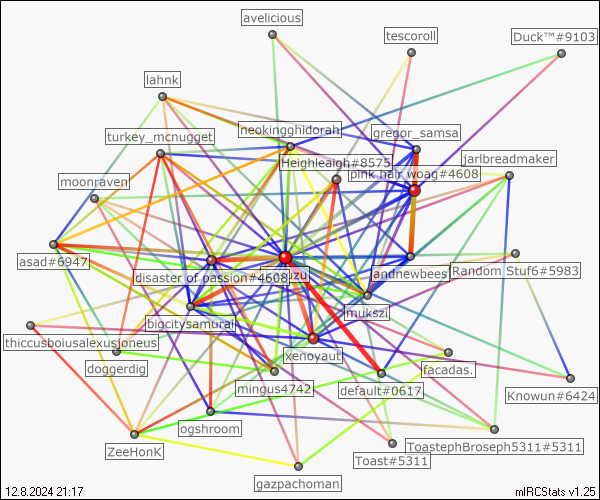 avelicious
tescoroll
Duck™#9103
lahnk
neokingghidorah
gregor_samsa
turkey_mcnugget
Heighleaigh#8575
pink hair woag#4608
jarlbreadmaker
moonraven
asad#6947
disaster of passion#4608
zu
andnewbees
Random_Stuf6#5983
bigcitysamurai
mukszi
thiccusboiusalexusjoneus
xenoyaut
doggerdig
mingus4742
default#0617
facadas.
Knowun#6424
ogshroom
ZeeHonK
Toast#5311
ToastephBroseph5311#5311
gazpachoman
12.8.2024 21:17
mIRCStats v1.25